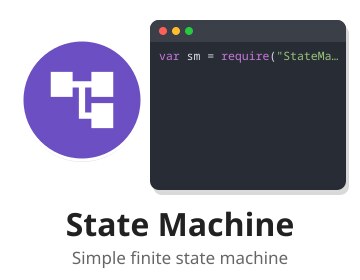 var sm = require("StateMa…
State Machine
Simple finite state machine